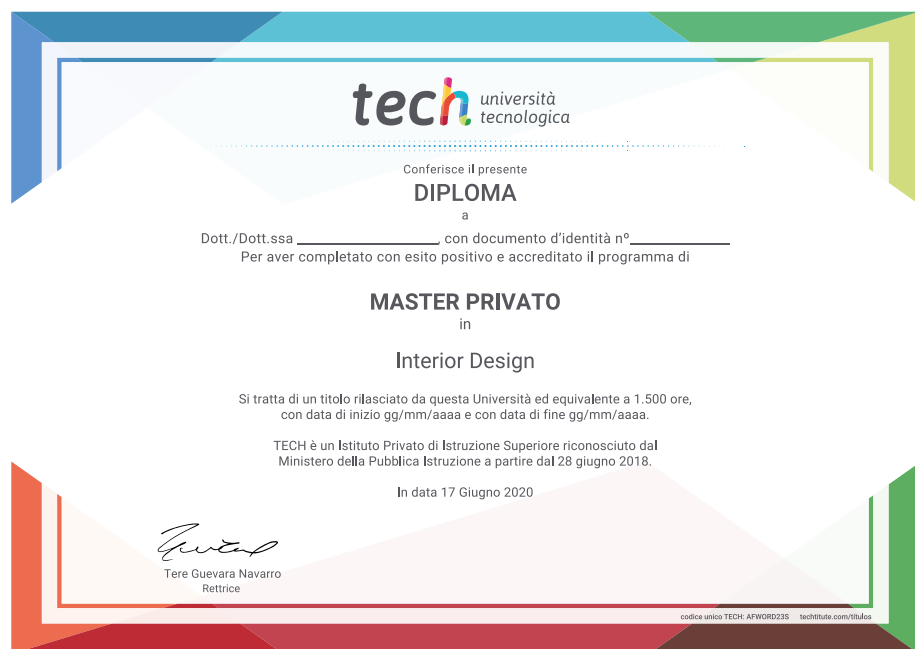 tech università
tecnologica
Conferisce il presente
DIPLOMA
a
Dott./Dott.ssa ____________________, con documento d'identità nº______________
Per aver completato con esito positivo e accreditato il programma di
MASTER PRIVATO
in
Interior Design
Si tratta di un titolo rilasciato da questa Università ed equivalente a 1.500 ore,
con data di inizio gg/mm/aaaa e con data di fine gg/mm/aaaa.
TECH è un Istituto Privato di Istruzione Superiore riconosciuto dal
Ministero della Pubblica Istruzione a partire dal 28 giugno 2018.
In data 17 Giugno 2020
Tere Guevara Navarro
Rettrice
codice unico TECH: AFWORD23S techtitute.com/titulos